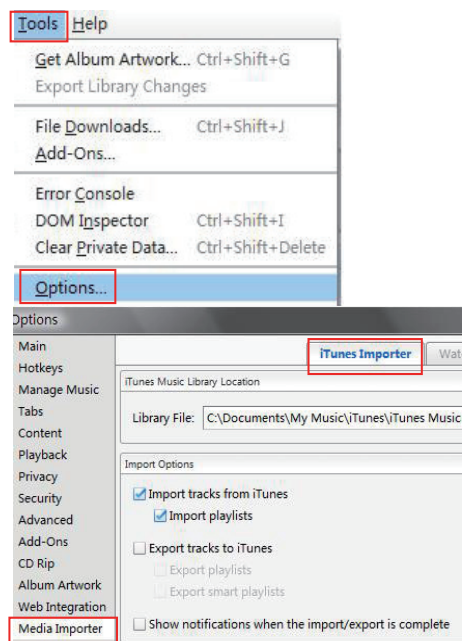 Tools Help
Get Album Artwork... Ctrl+Shift+G
Export Library Changes
File Downloads... Ctrl+Shift+J
Add-Ons...
Error Console
DOM Inspector Ctrl+Shift+I
Clear Private Data... Ctrl+Shift+Delete
Options...
Options
Main
Hotkeys
Manage Music
Tabs
Content
Playback
Privacy
Security
Advanced
Add-Ons
CD Rip
Album Artwork
Web Integration
Media Importer
iTunes Importer Wat
iTunes Music Library Location
Library File: C:\Documents\My Music\iTunes\iTunes Music
Import Options
Import tracks from iTunes
Import playlists
Export tracks to iTunes
Export playlists
Export smart playlists
Show notifications when the import/export is complete